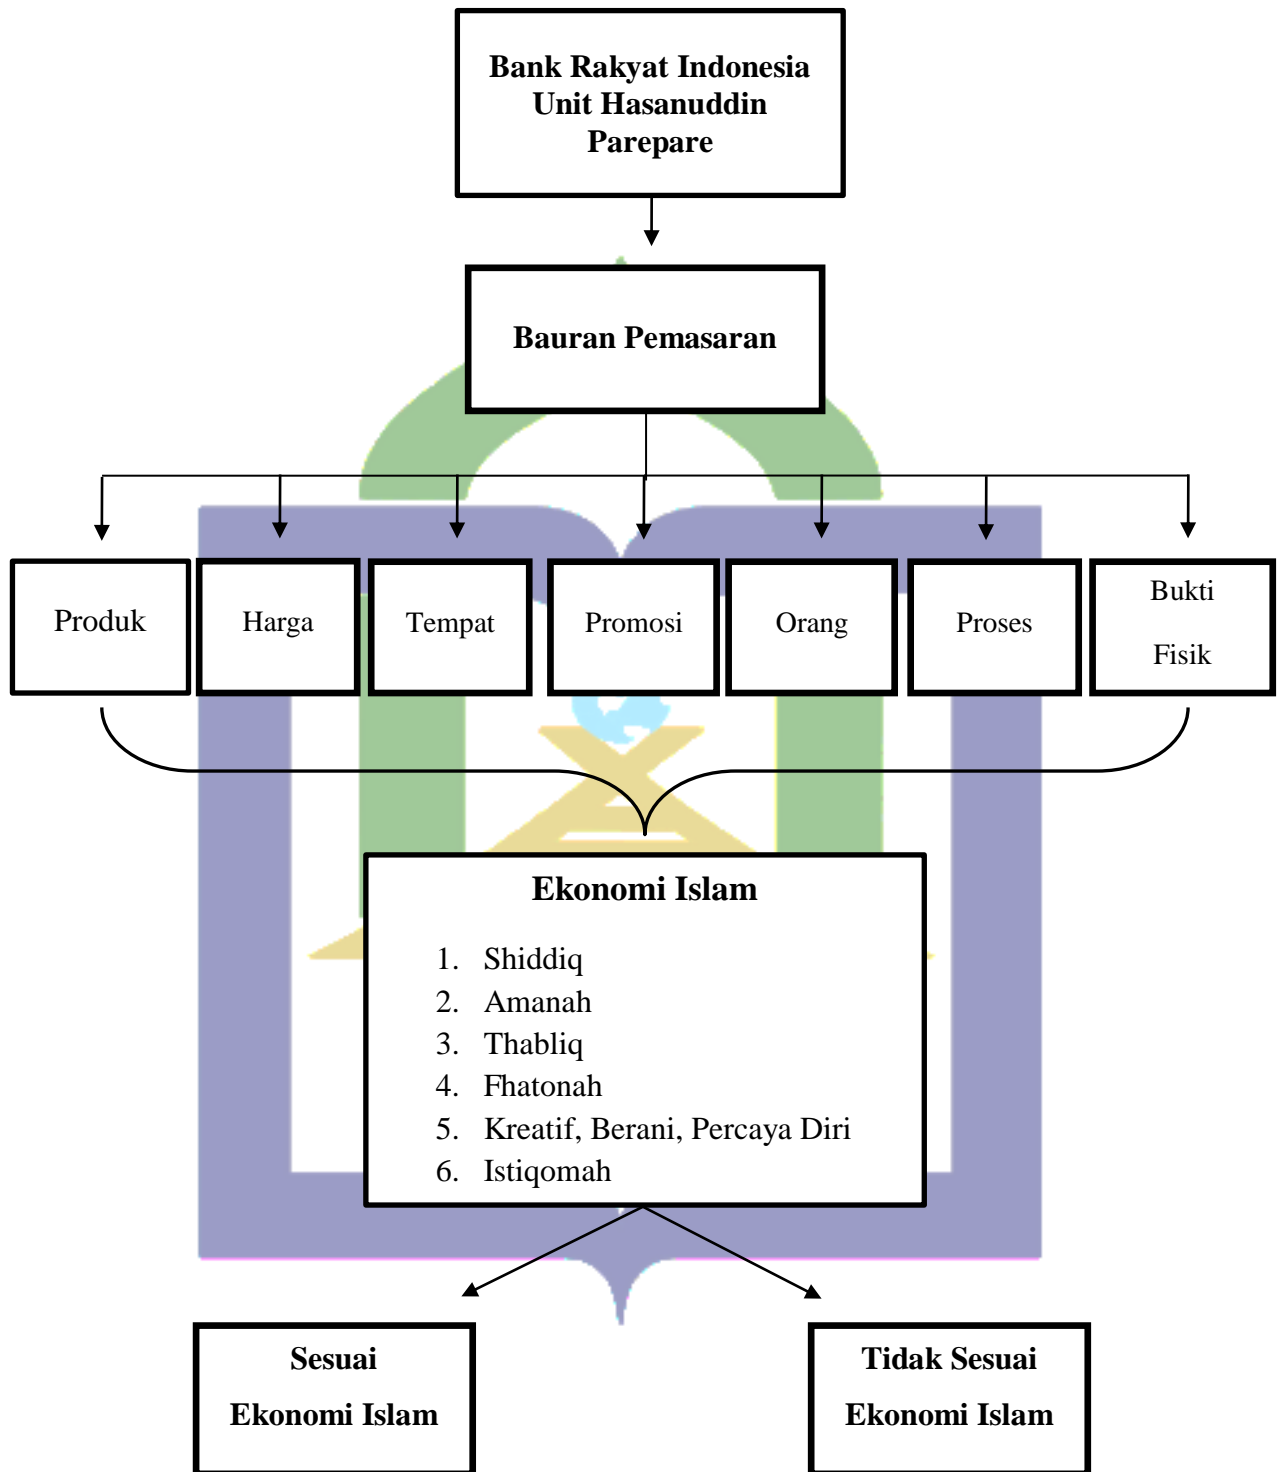 Bank Rakyat Indonesia
Unit Hasanuddin
Parepare
Bauran Pemasaran
Produk
Harga
Tempat
Promosi
Orang
Proses
Bukti
Fisik
Ekonomi Islam
1. Shiddiq
2. Amanah
3. Thabliq
4. Fhatonah
5. Kreatif, Berani, Percaya Diri
6. Istiqomah
Sesuai
Ekonomi Islam
Tidak Sesuai
Ekonomi Islam